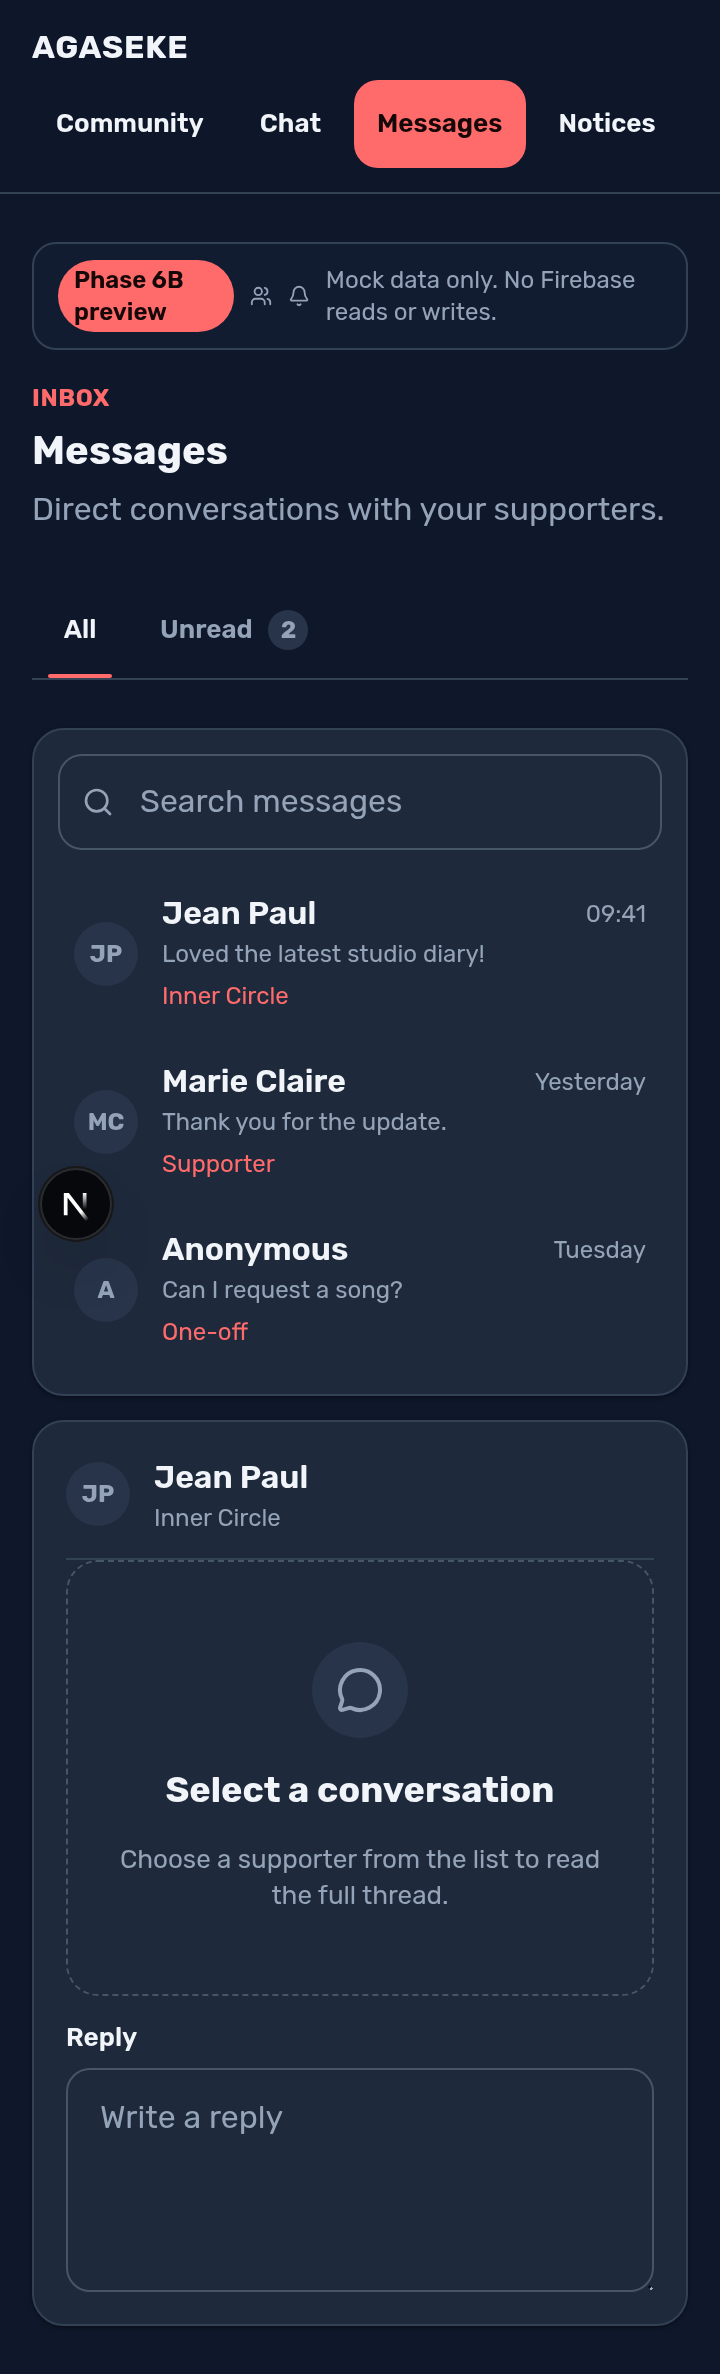 AGASEKE
Community Chat Messages Notices
Phase 6B
preview
Mock data only. No Firebase
reads or writes.
INBOX
Messages
Direct conversations with your supporters.
All Unread 2
Search messages
Jean Paul 09:41
JP
Loved the latest studio diary!
Inner Circle
Marie Claire Yesterday
MC
Thank you for the update.
Supporter
N
Anonymous Tuesday
A
Can I request a song?
One-off
JP
Jean Paul
Inner Circle
Select a conversation
Choose a supporter from the list to read
the full thread.
Reply
Write a reply